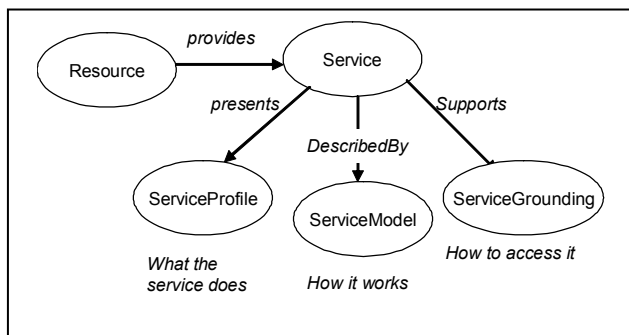 provides
Resource
Service
presents
Supports
DescribedBy
ServiceProfile
ServiceModel
ServiceGrounding
What the
service does
How it works
How to access it